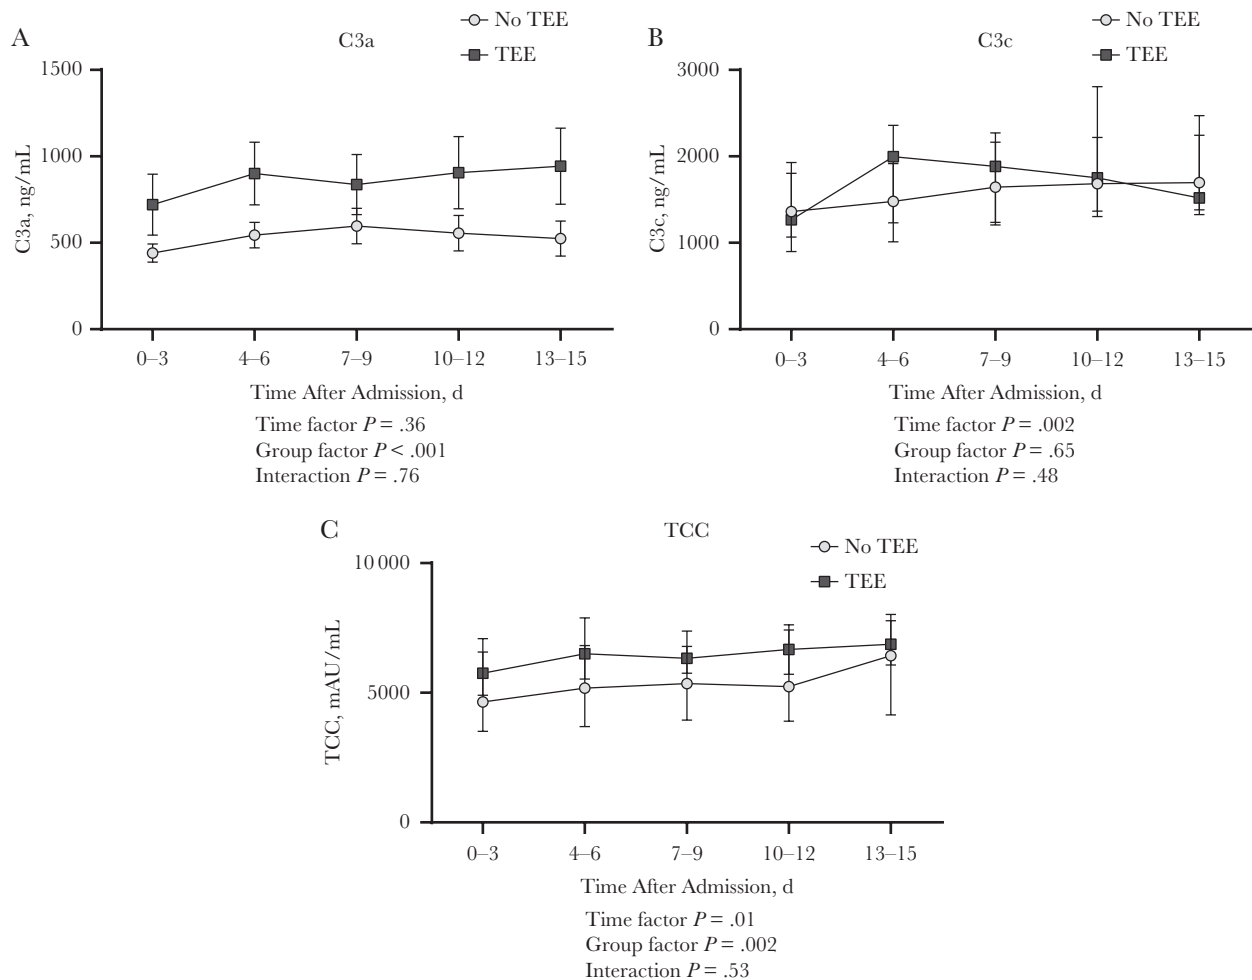 A
C3a
No TEE
TEE
1500
1000
500
0
C3a, ng/mL
0–3 4–6 7–9 10–12 13–15
Time After Admission, d
Time factor P = .36
Group factor P < .001
Interaction P = .76
B
C3c
No TEE
TEE
3000
2000
1000
0
C3c, ng/mL
0–3 4–6 7–9 10–12 13–15
Time After Admission, d
Time factor P = .002
Group factor P = .65
Interaction P = .48
C
TCC
No TEE
TEE
10 000
5000
0
TCC, mAU/mL
0–3 4–6 7–9 10–12 13–15
Time After Admission, d
Time factor P = .01
Group factor P = .002
Interaction P = .53